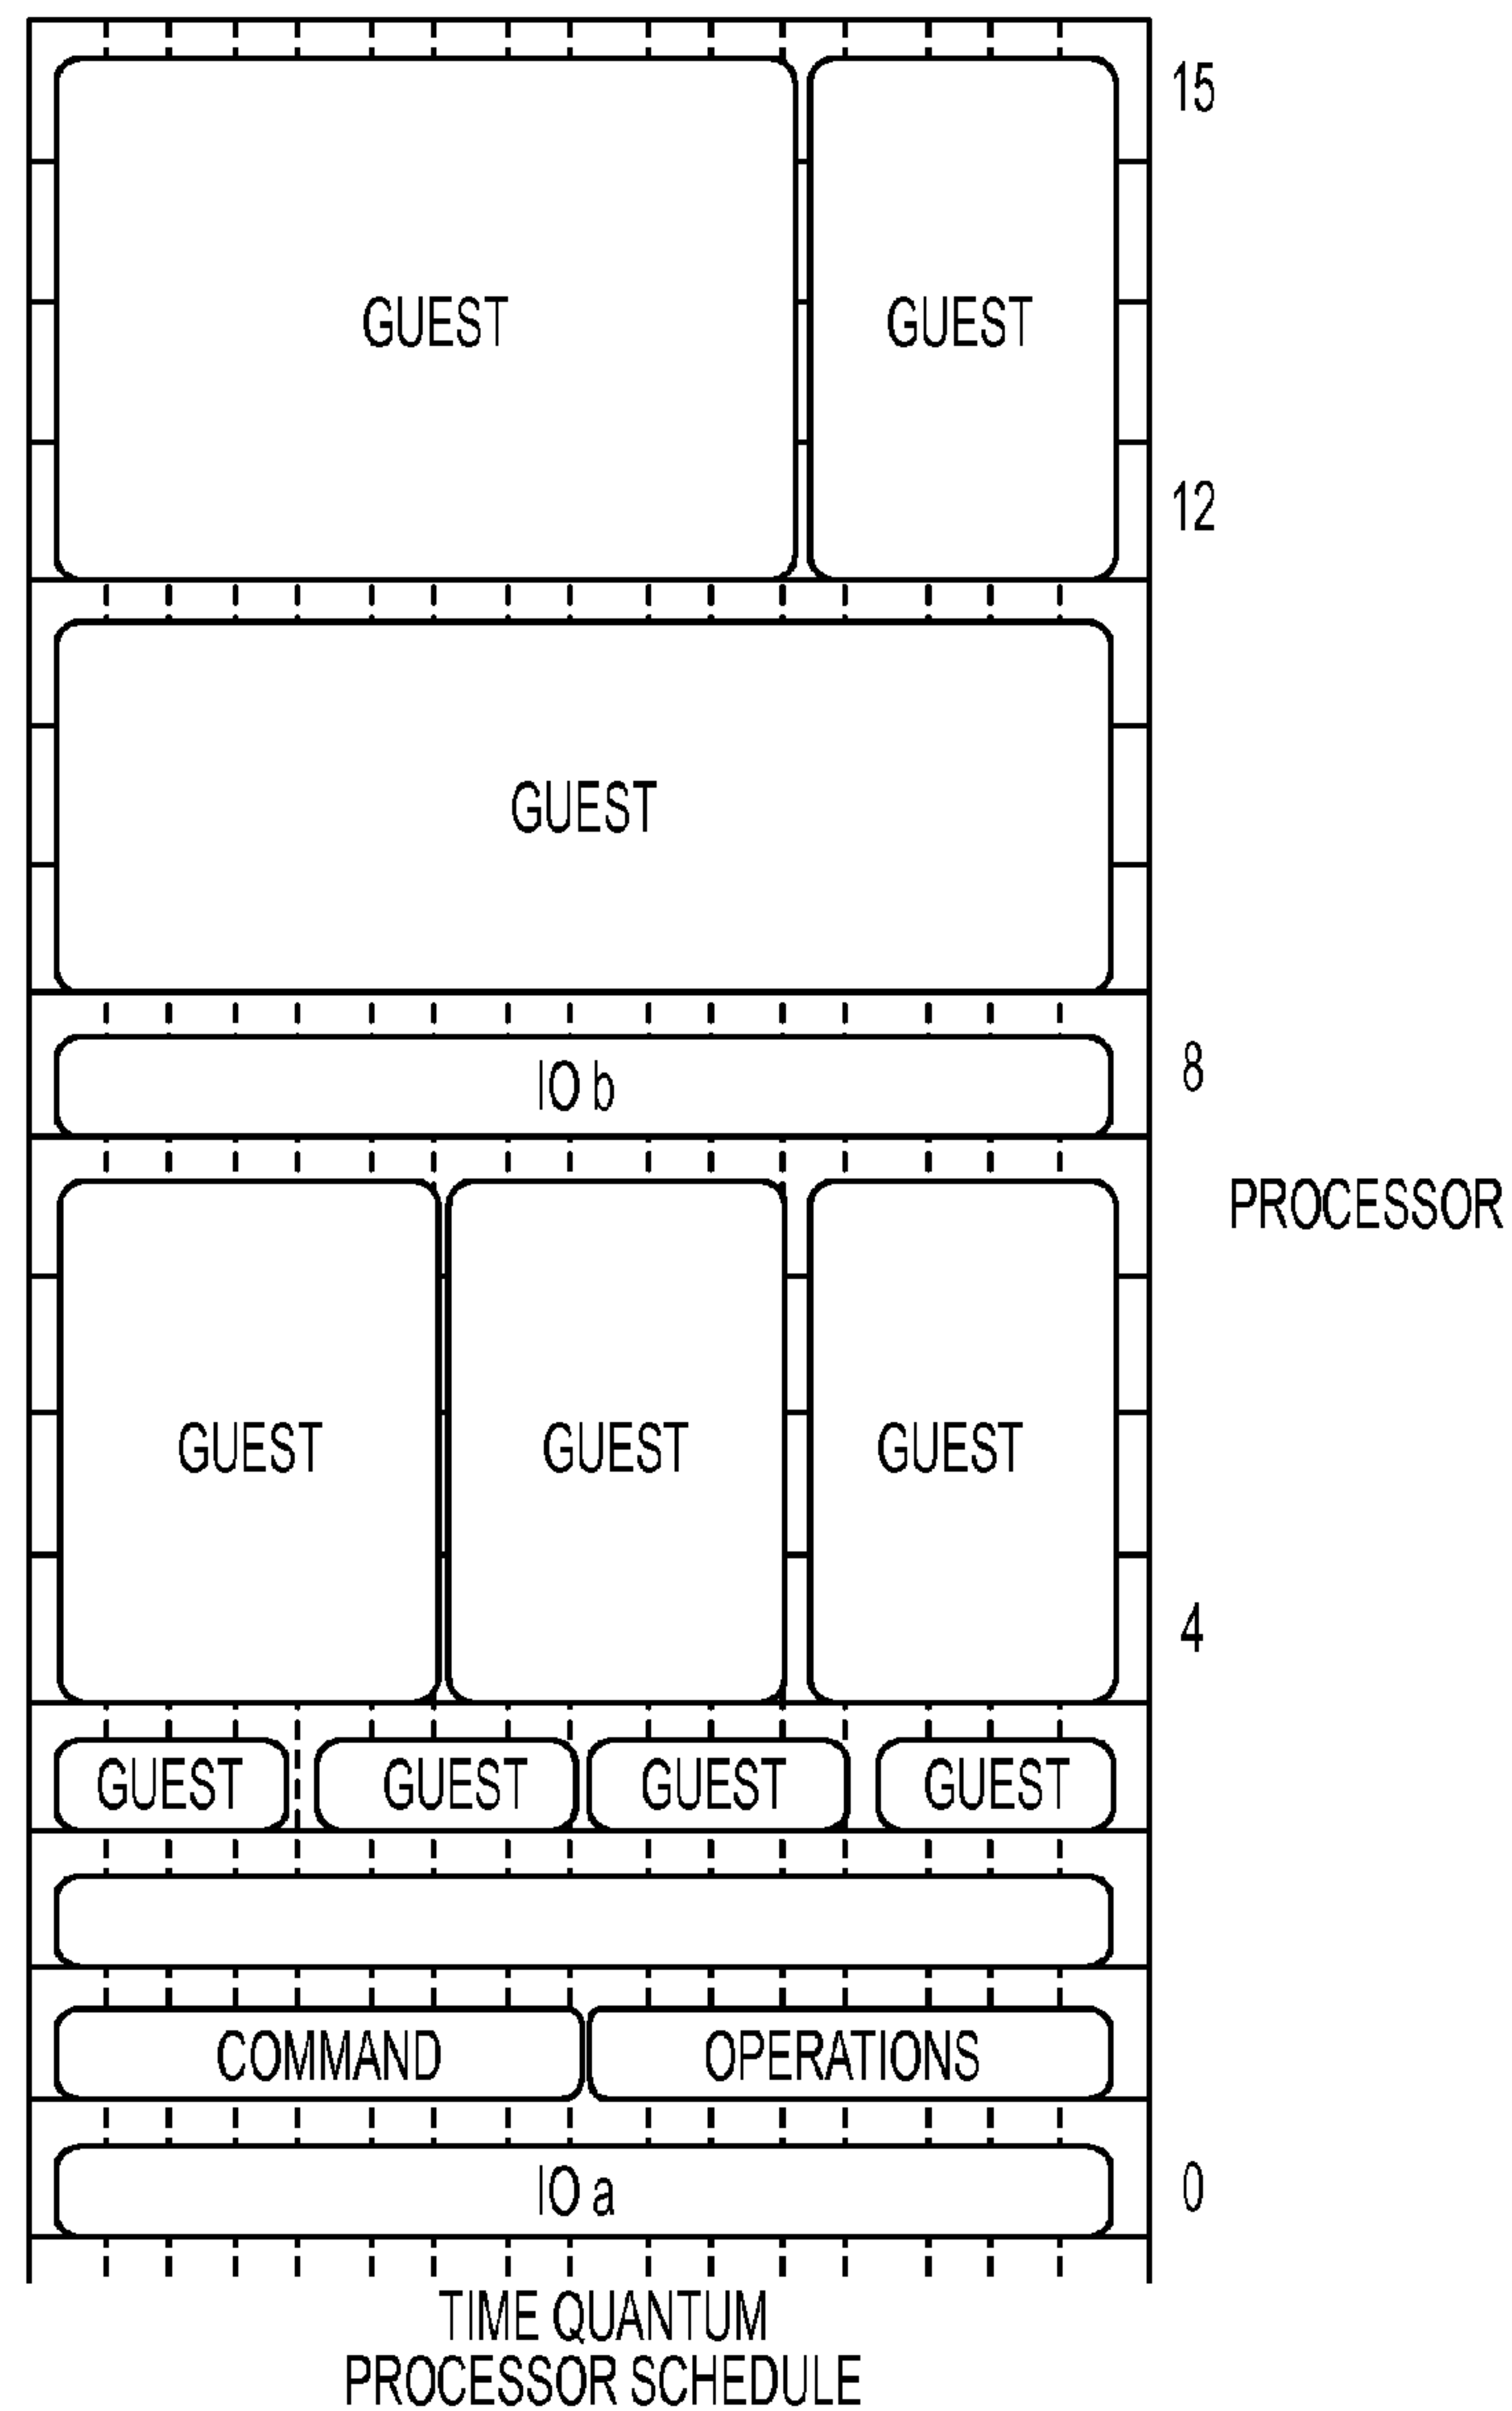 15
GUEST GUEST
12
GUEST
IO b 8
PROCESSOR
GUEST GUEST GUEST
4
GUEST GUEST GUEST GUEST
COMMAND OPERATIONS
IO a 0
TIME QUANTUM
PROCESSOR SCHEDULE